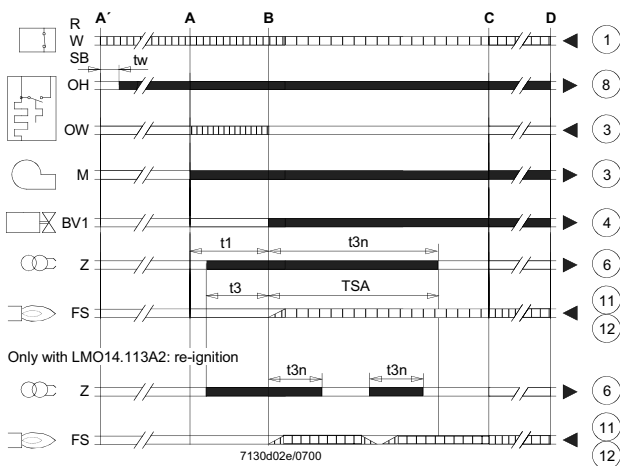 R A´ A B C D
W 1
SB tw
OH 8
OW 3
M 3
BV1 4
t1 t3n
Z 6
t3 TSA
FS 11
12
Only with LMO14.113A2: re-ignition
t3n t3n
Z 6
FS 11
12
7130d02e/0700